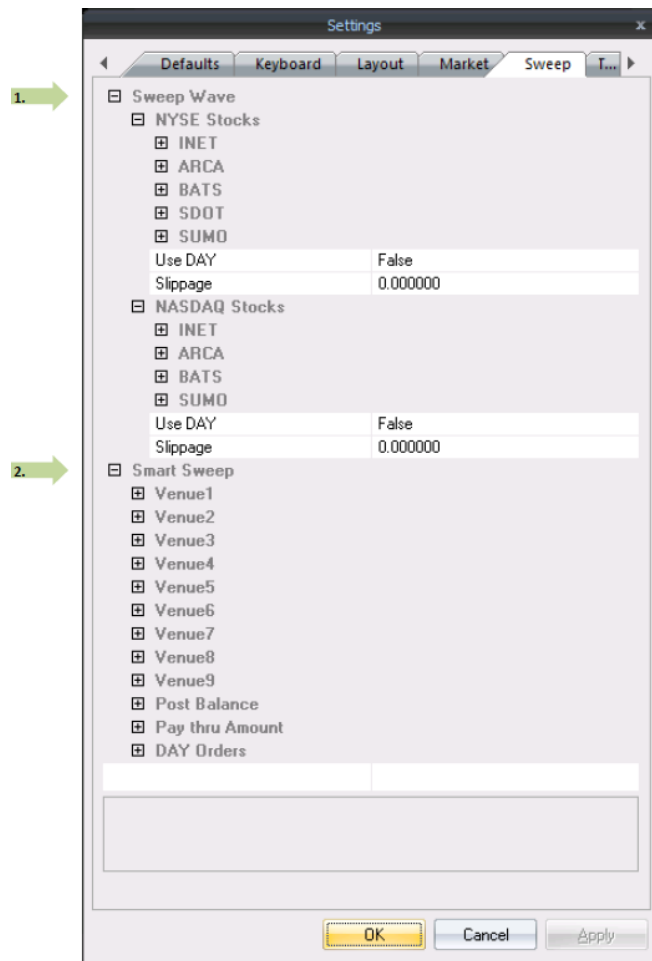 Settings x
Defaults Keyboard Layout Market Sweep T...
1.
Sweep Wave
NYSE Stocks
INET
ARCA
BATS
SDOT
SUMO
Use DAY False
Slippage 0.000000
NASDAQ Stocks
INET
ARCA
BATS
SUMO
Use DAY False
Slippage 0.000000
2.
Smart Sweep
Venue1
Venue2
Venue3
Venue4
Venue5
Venue6
Venue7
Venue8
Venue9
Post Balance
Pay thru Amount
DAY Orders
OK Cancel Apply